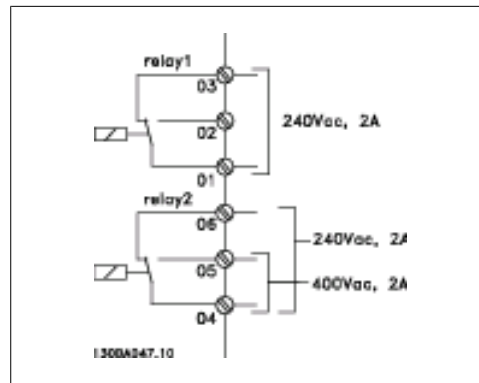 relay1
03
02
240Vac, 2A
01
relay2
06
240Vac, 2A
05
400Vac, 2A
04
130BA047.10